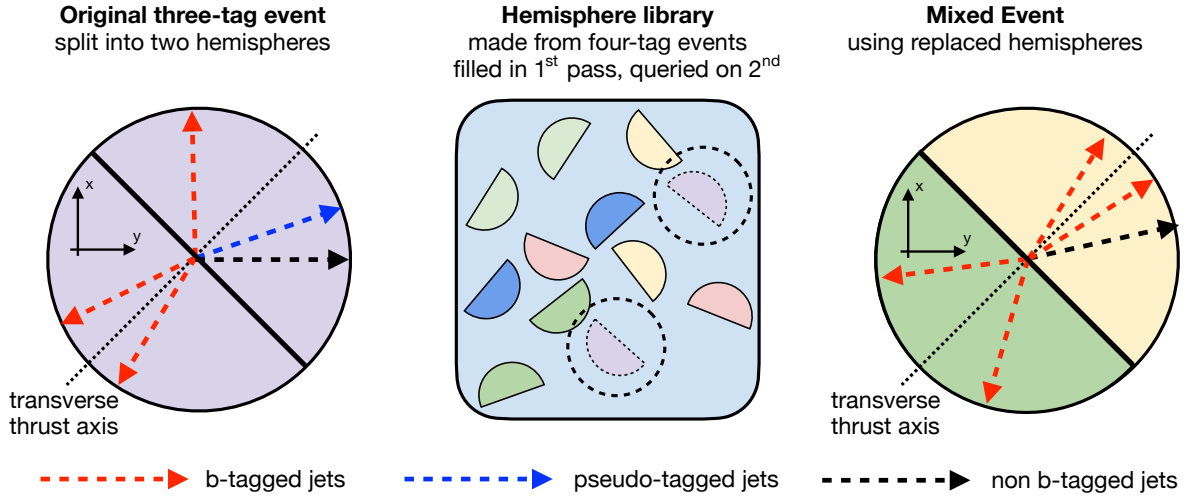 Original three-tag event
split into two hemispheres
x
y
transverse
thrust axis
Hemisphere library
made from four-tag events
filled in 1st pass, queried on 2nd
Mixed Event
using replaced hemispheres
x
y
transverse
thrust axis
b-tagged jets
pseudo-tagged jets
non b-tagged jets